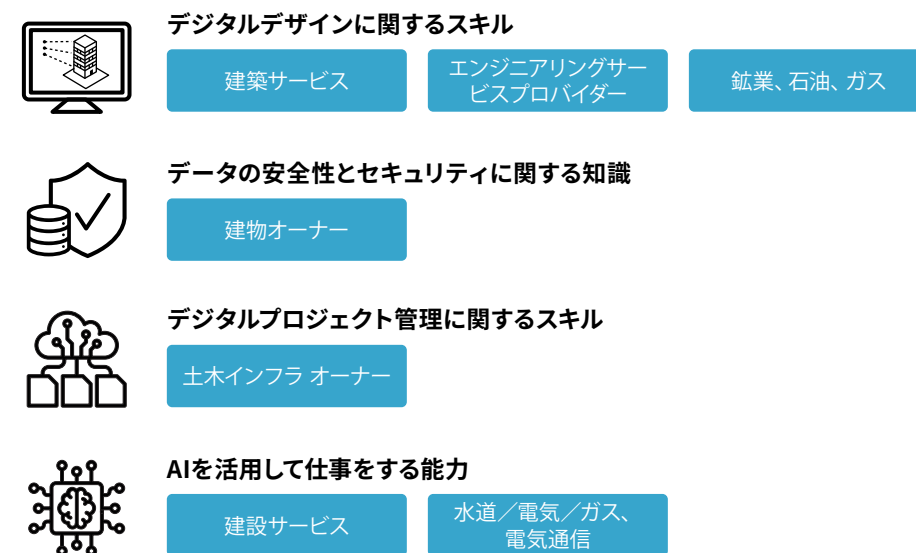 デジタルデザインに関するスキル
建築サービス
エンジニアリングサー
ビスプロバイダー
鉱業、石油、ガス
データの安全性とセキュリティに関する知識
建物オーナー
デジタルプロジェクト管理に関するスキル
土木インフラ オーナー
AIを活用して仕事をする能力
建設サービス
水道／電気／ガス、
電気通信